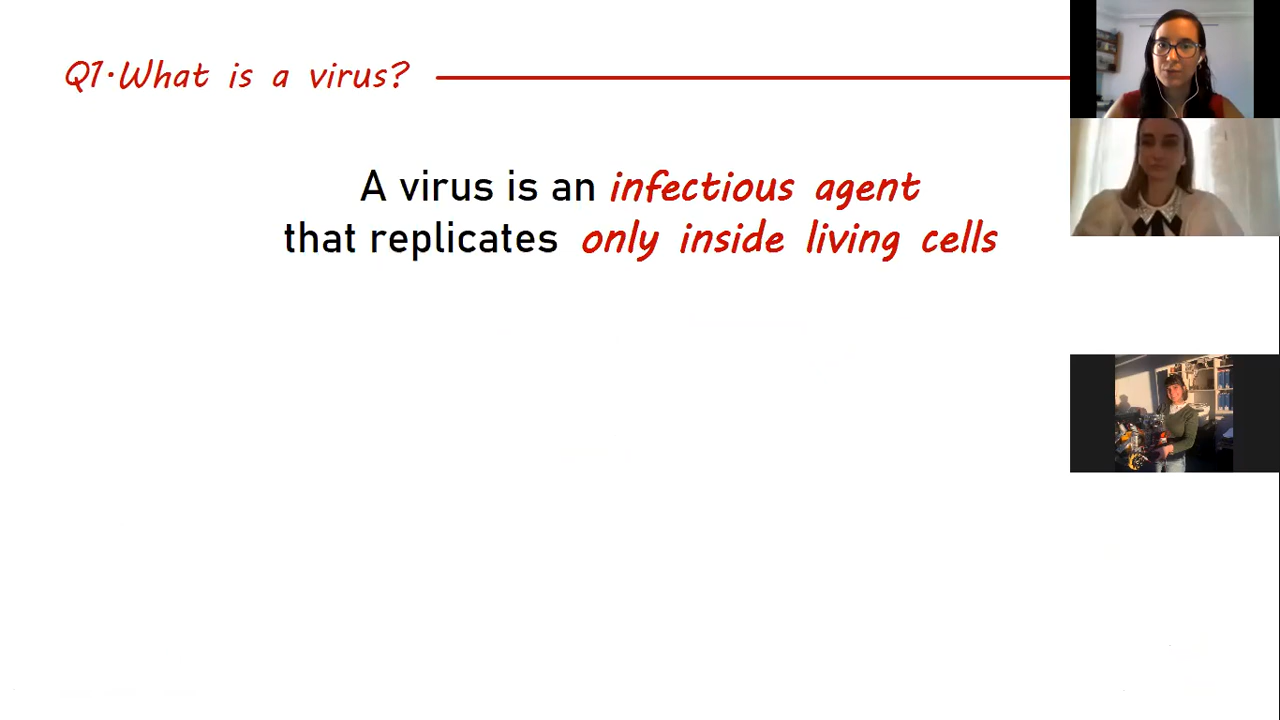 Q1·What is a virus?
A virus is an infectious agent
that replicates only inside living cells